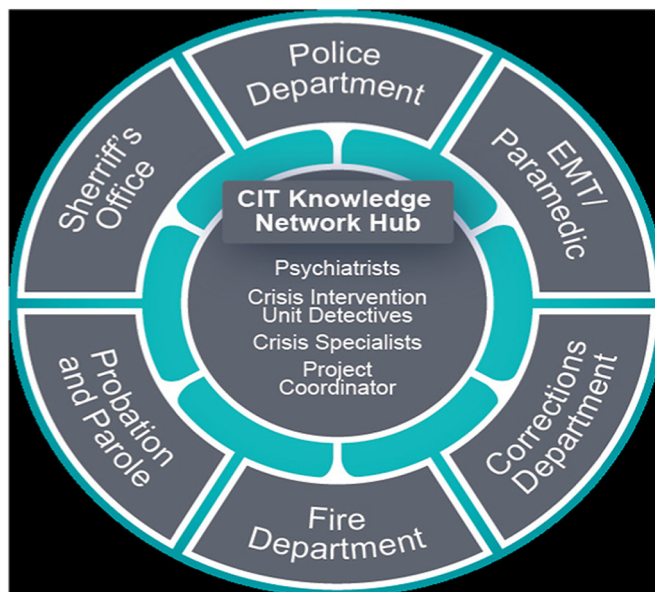 Police
Department
EMT/
Paramedic
Sherriff's
Office
CIT Knowledge
Network Hub
Psychiatrists
Crisis Intervention
Unit Detectives
Crisis Specialists
Project
Coordinator
Probation
and Parole
Corrections
Department
Fire
Department